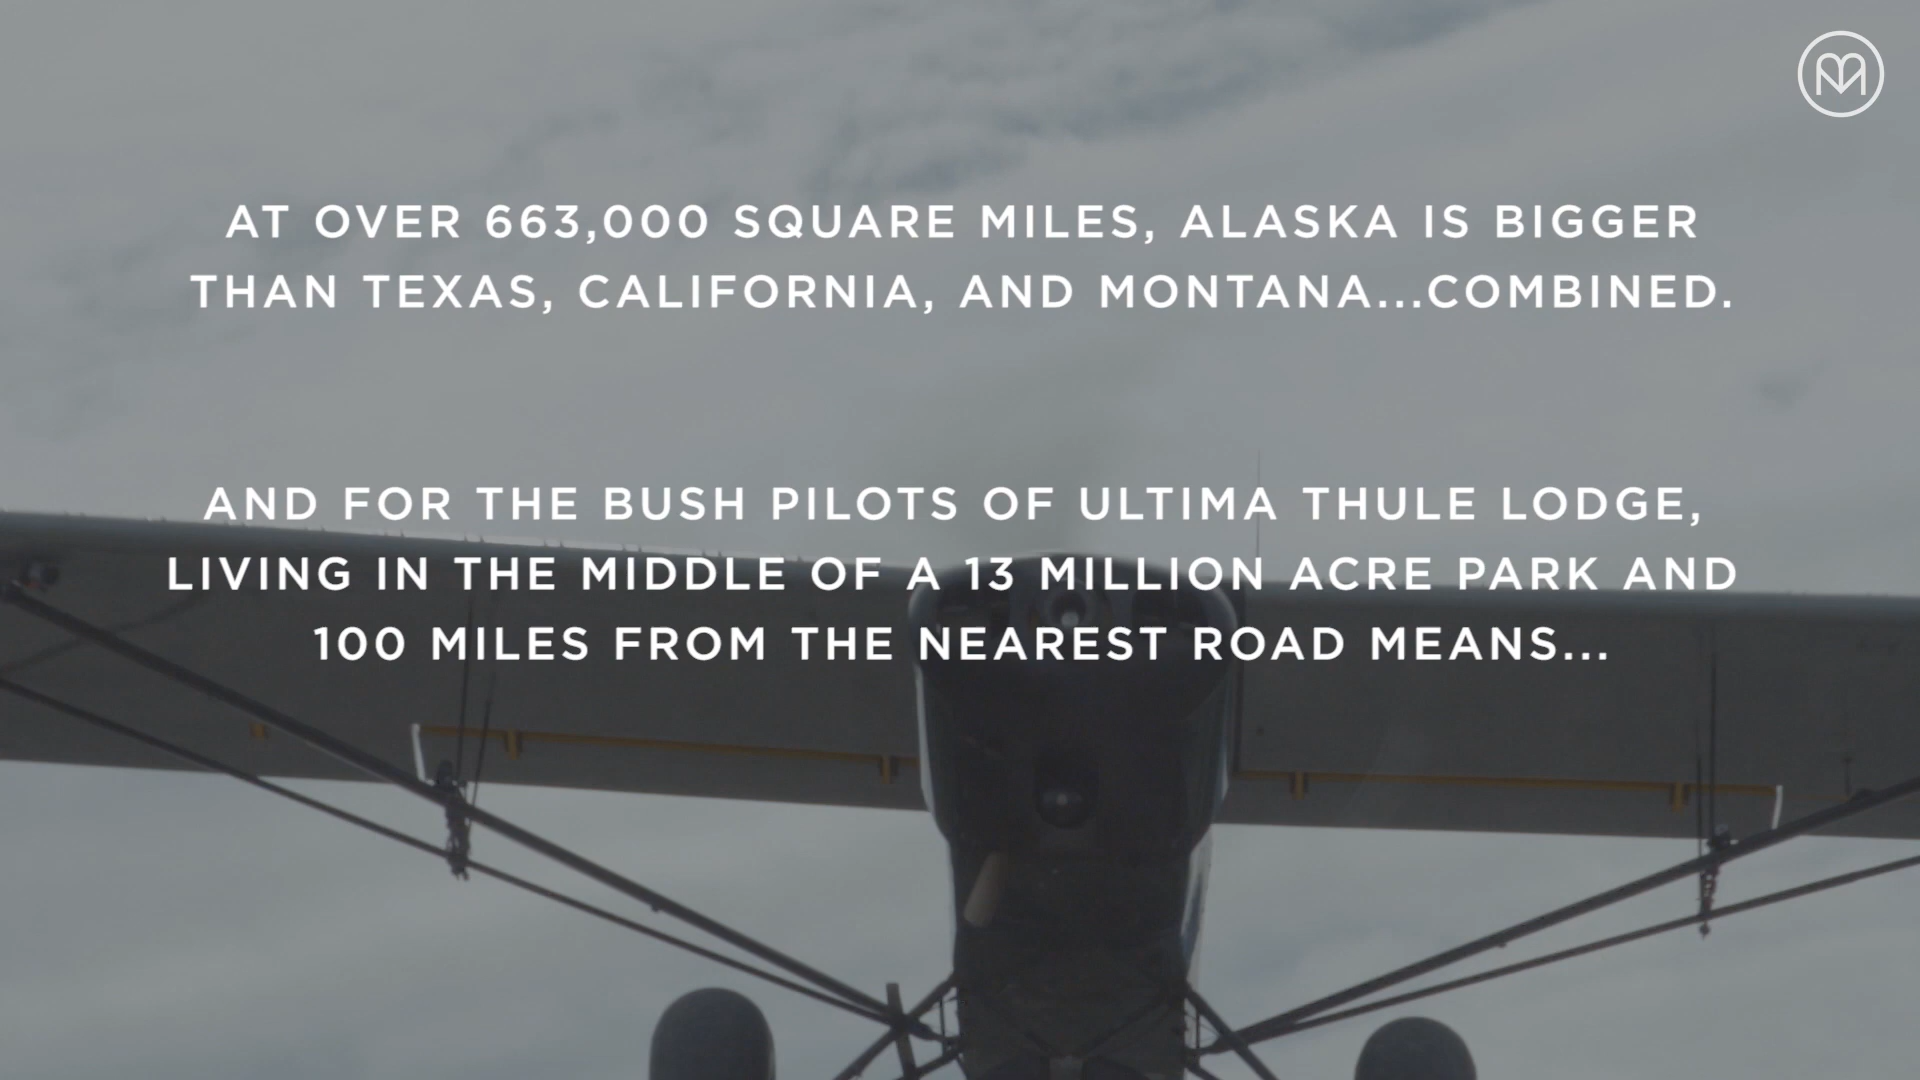 AT OVER 663,000 SQUARE MILES, ALASKA IS BIGGER
THAN TEXAS, CALIFORNIA, AND MONTANA...COMBINED.
AND FOR THE BUSH PILOTS OF ULTIMA THULE LODGE,
LIVING IN THE MIDDLE OF A 13 MILLION ACRE PARK AND
100 MILES FROM THE NEAREST ROAD MEANS...